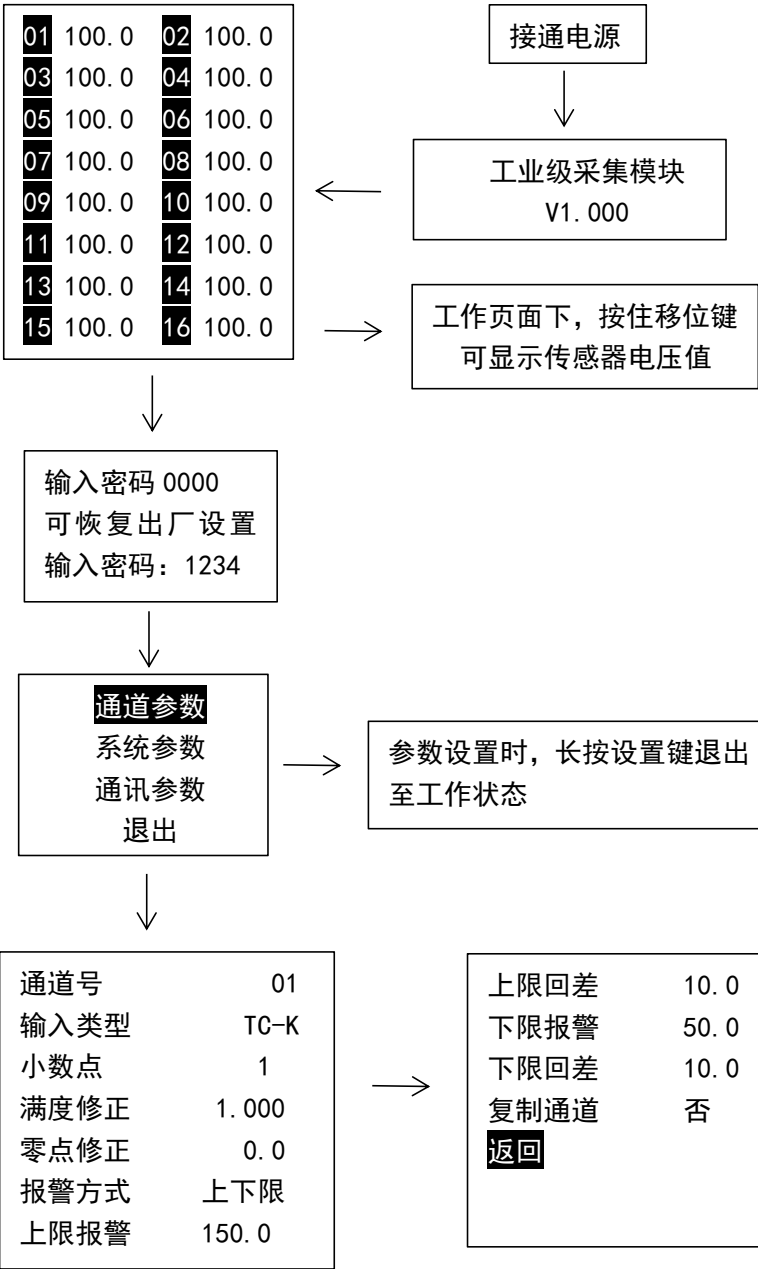 接通电源
工业级采集模块
V1.000
01 100.0 02 100.0
03 100.0 04 100.0
05 100.0 06 100.0
07 100.0 08 100.0
09 100.0 10 100.0
11 100.0 12 100.0
13 100.0 14 100.0
15 100.0 16 100.0
工作页面下，按住移位键
可显示传感器电压值
输入密码 0000
可恢复出厂设置
输入密码：1234
通道参数
系统参数
通讯参数
退出
参数设置时，长按设置键退出
至工作状态
通道号 01
输入类型 TC-K
小数点 1
满度修正 1.000
零点修正 0.0
报警方式 上下限
上限报警 150.0
上限回差 10.0
下限报警 50.0
下限回差 10.0
复制通道 否
返回